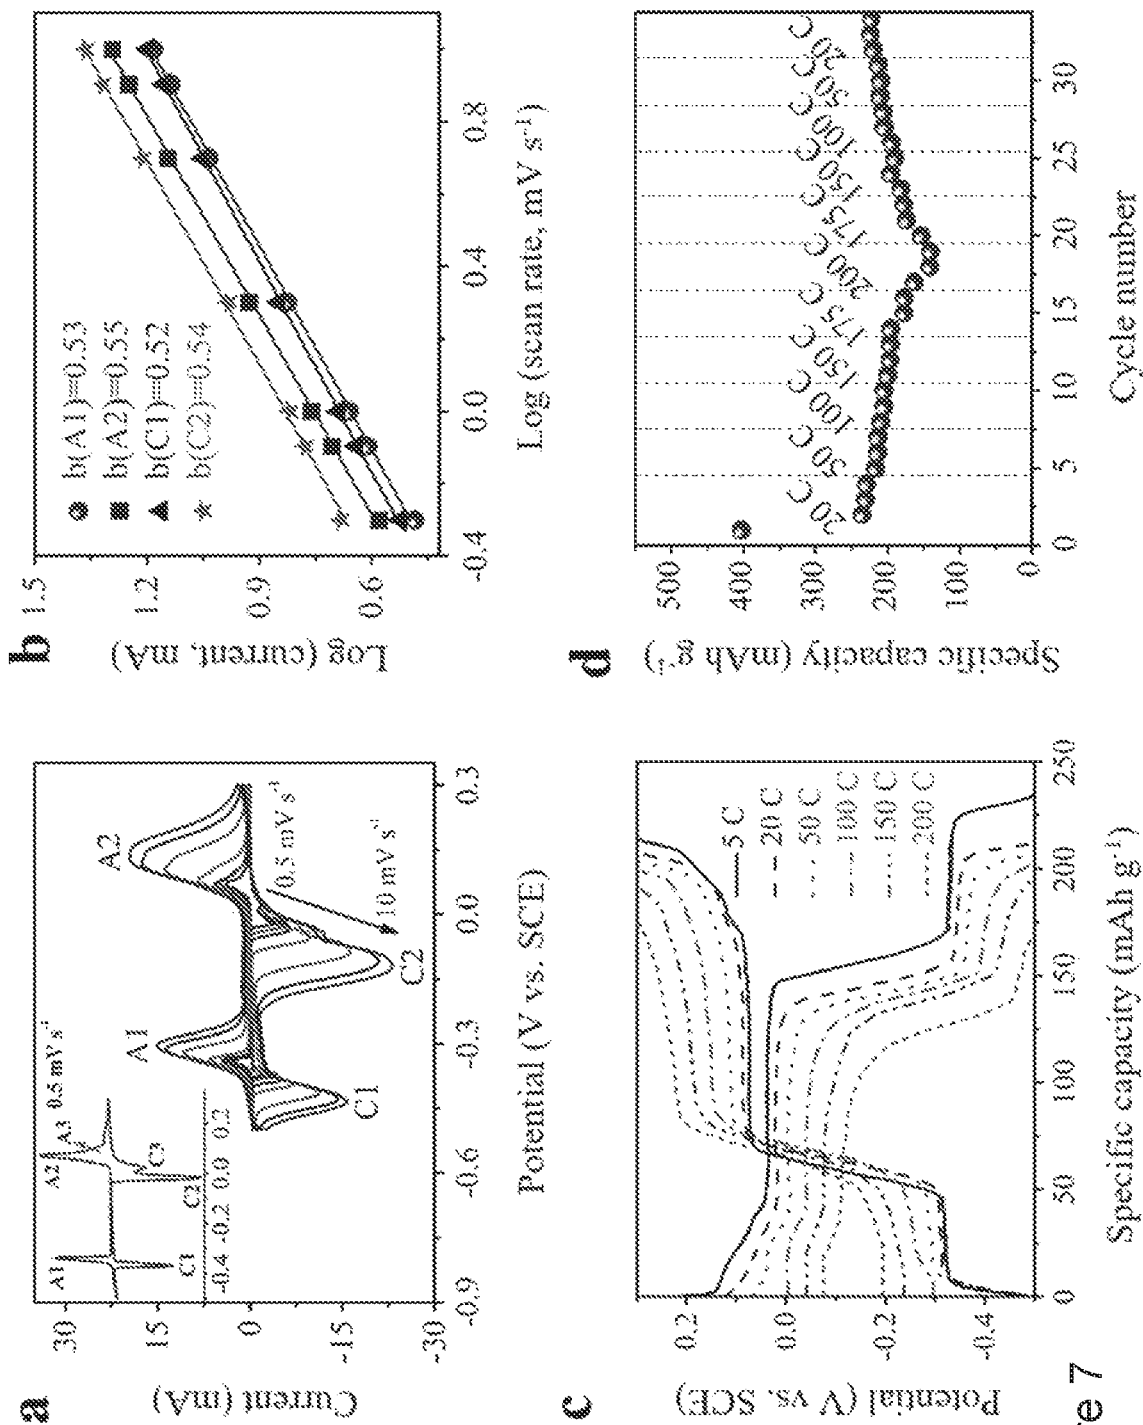 a
Current (mA)
30
15
0
-15
-30
-0.9
-0.6
-0.3
0.0
0.3
Potential (V vs. SCE)
A1
A2
C1
C2
0.5 mV s⁻¹
10 mV s⁻¹
A1
A2
A3
0.5 mV s⁻¹
C1
C2
C3
-0.4
-0.2
0.0
0.2
b
Log (current, mA)
1.5
1.2
0.9
0.6
-0.4
0.0
0.4
0.8
Log (scan rate, mV s⁻¹)
b(A1)=0.53
b(A2)=0.55
b(C1)=0.52
b(C2)=0.54
c
Potential (V vs. SCE)
0.2
0.0
-0.2
-0.4
0
50
100
150
200
250
Specific capacity (mAh g⁻¹)
5 C
20 C
50 C
100 C
150 C
200 C
d
Specific capacity (mAh g⁻¹)
500
400
300
200
100
0
0
5
10
15
20
25
30
Cycle number
20 C
50 C
100 C
150 C
175 C
200 C
175 C
150 C
100 C
50 C
20 C
e 7